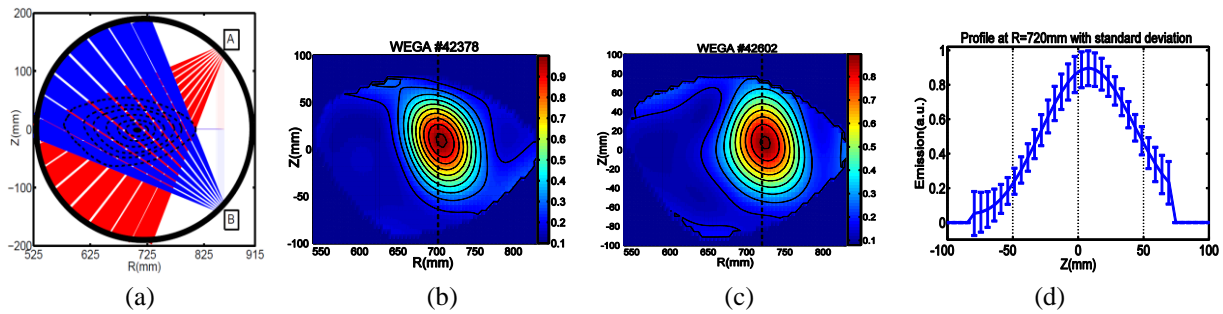 200
100
0
-100
-200
Z(mm)
A
B
525 625 725 825 915
R(mm)
(a)
WEGA #42378
100
50
0
-50
-100
Z(mm)
550 600 650 700 750 800
R(mm)
0.9
0.8
0.7
0.6
0.5
0.4
0.3
0.2
0.1
(b)
WEGA #42602
100
80
60
40
20
0
-20
-40
-60
-80
-100
Z(mm)
550 600 650 700 750 800
R(mm)
0.9
0.8
0.7
0.6
0.5
0.4
0.3
0.2
0.1
(c)
Profile at R=720mm with standard deviation
1
0.8
0.6
0.4
0.2
0
Emission(a.u.)
-100 -50 0 50 100
Z(mm)
(d)